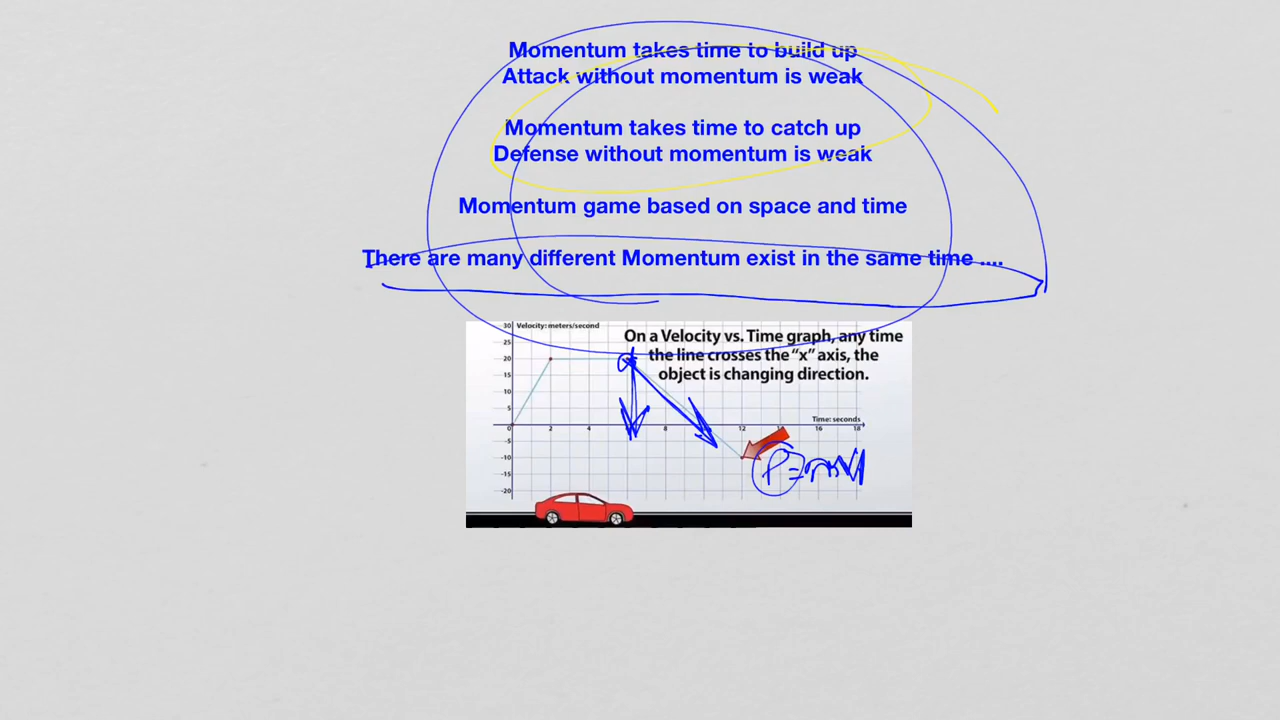 Momentum takes time to build up
Attack without momentum is weak
Momentum takes time to catch up
Defense without momentum is weak
Momentum game based on space and time
There are many different Momentum exist in the same time ....
30 Velocity: meters/second
On a Velocity vs. Time graph, any time
the line crosses the "x" axis, the
object is changing direction.
25
20
15
10
5
Time: seconds
0 2 4 6 8 12 16 18
-5
-10
-15
-20
P=mV